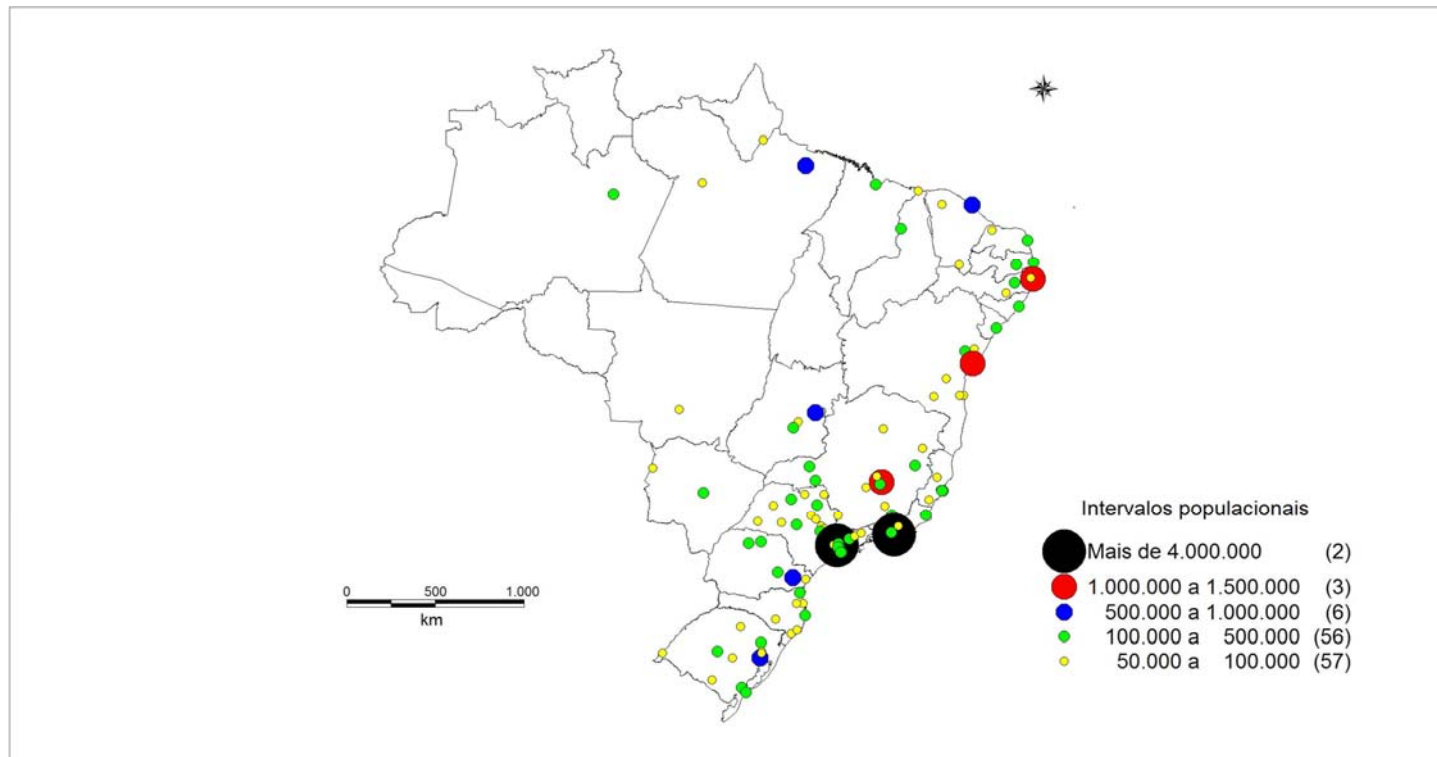 Intervalos populacionais
Mais de 4.000.000 (2)
1.000.000 a 1.500.000 (3)
500.000 a 1.000.000 (6)
100.000 a 500.000 (56)
50.000 a 100.000 (57)
0 500 1.000
km